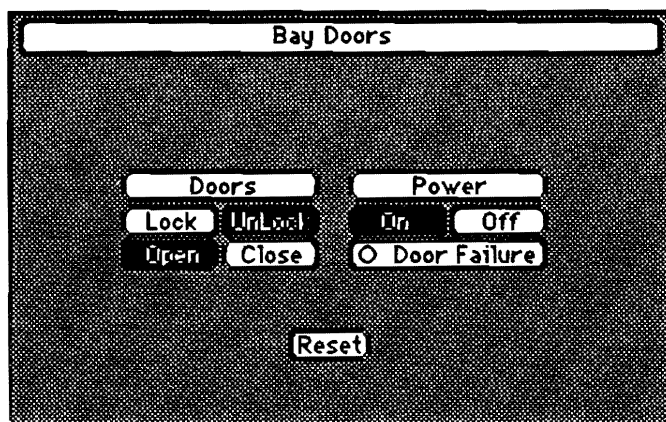 Bay Doors
Doors Power
Lock UnLock On Off
Open Close Door Failure
Reset